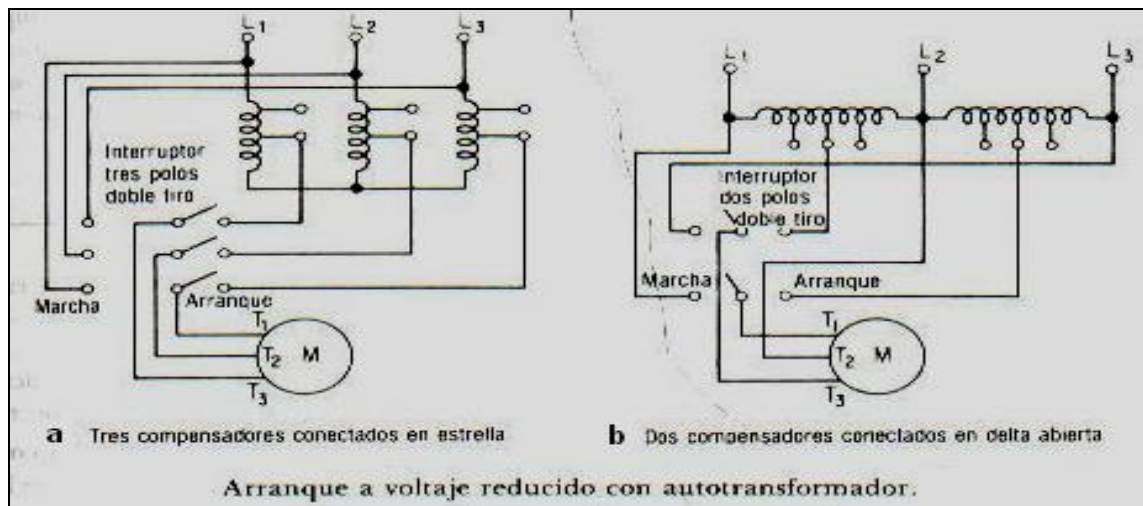 L1 L2 L3
Interruptor
tres polos
doble tiro
Marcha
Arranque
T1
T2 M
T3
a Tres compensadores conectados en estrella
L1 L2 L3
Interruptor
dos polos
doble tiro
Marcha
Arranque
T1
T2 M
T3
b Dos compensadores conectados en delta abierta
Arranque a voltaje reducido con autotransformador.